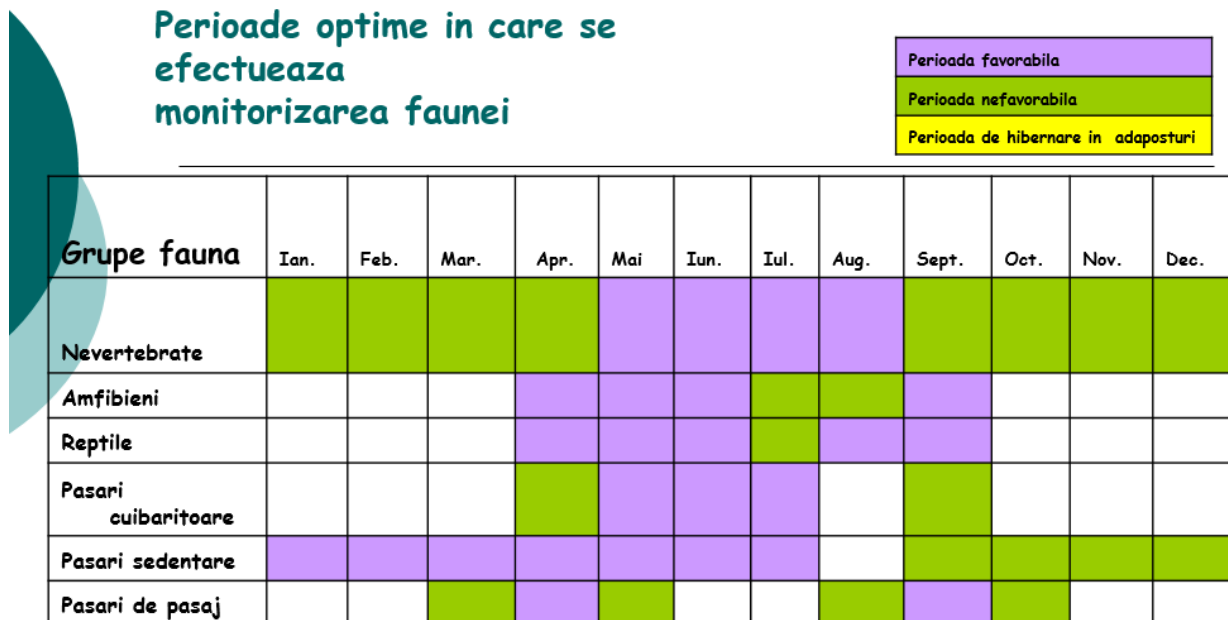 Perioade optime in care se
efectueaza
monitorizarea faunei
Perioada favorabila
Perioada nefavorabila
Perioada de hibernare in adaposturi
Grupe fauna Ian. Feb. Mar. Apr. Mai Iun. Iul. Aug. Sept. Oct. Nov. Dec.
Nevertebrate
Amfibieni
Reptile
Pasari
cuibaritoare
Pasari sedentare
Pasari de pasaj